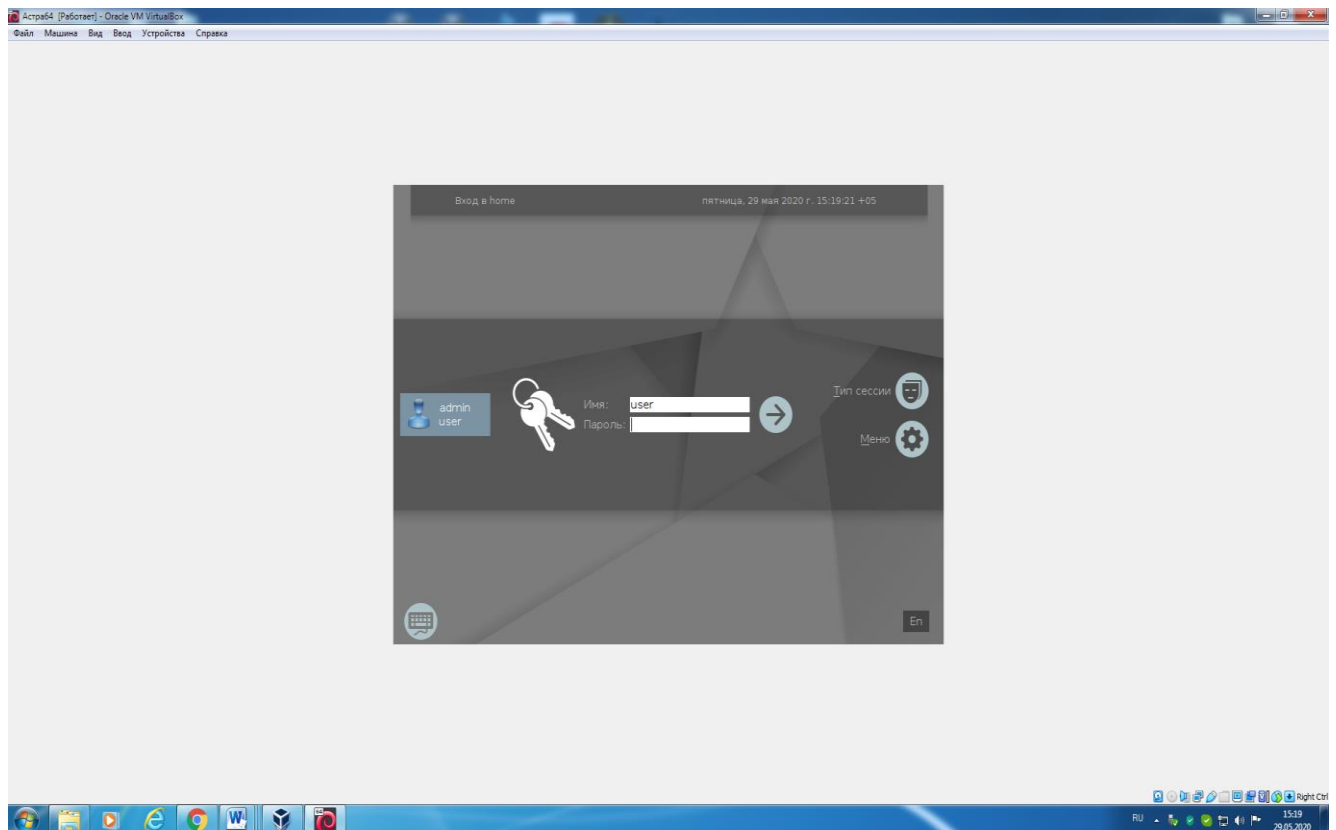 Астра64 [Работает] - Oracle VM VirtualBox
Файл Машина Вид Ввод Устройства Справка
Вход в home
пятница, 29 мая 2020 г. 15:19:21 +05
admin
user
Имя: user
Пароль:
Тип сессии
Меню
En
Right Ctrl
RU
15:19
29.05.2020